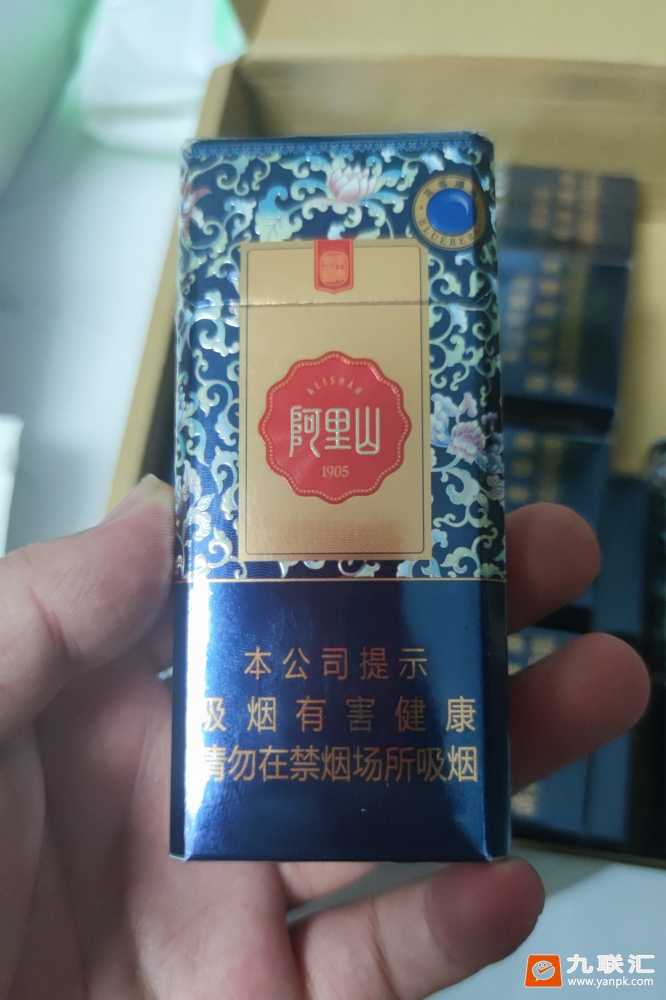 BLUEBERRY
ALISHAN
阿里山
1905
本公司提示
吸烟有害健康
请勿在禁烟场所吸烟
九联汇
www.yanpk.com